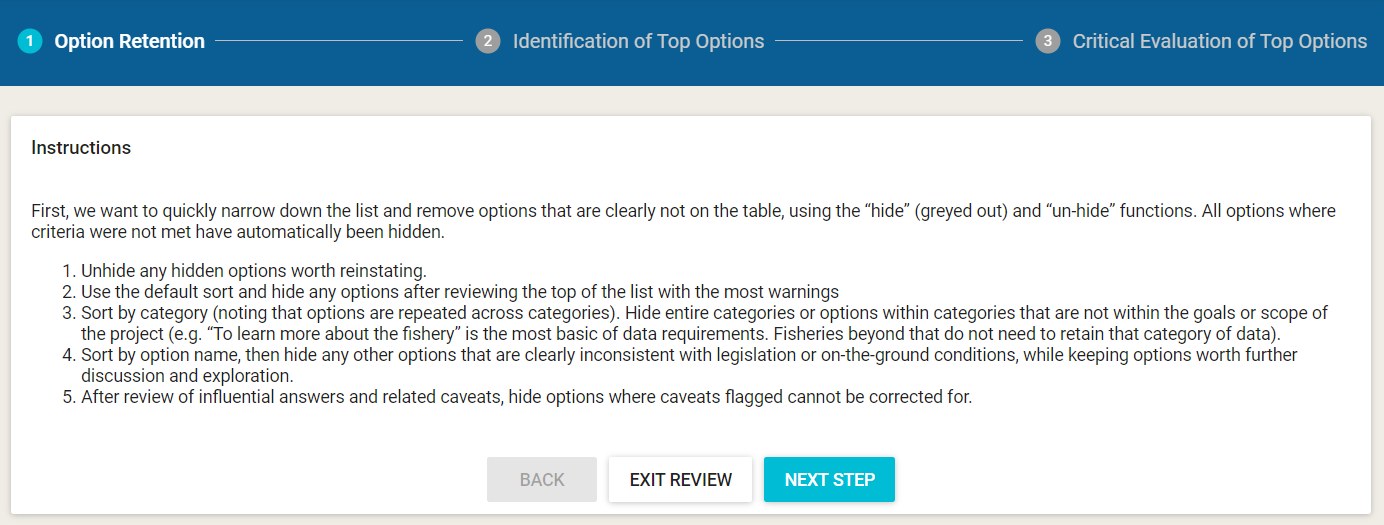 1 Option Retention 2 Identification of Top Options 3 Critical Evaluation of Top Options
Instructions
First, we want to quickly narrow down the list and remove options that are clearly not on the table, using the “hide” (greyed out) and “un-hide” functions. All options where
criteria were not met have automatically been hidden.
1. Unhide any hidden options worth reinstating.
2. Use the default sort and hide any options after reviewing the top of the list with the most warnings
3. Sort by category (noting that options are repeated across categories). Hide entire categories or options within categories that are not within the goals or scope of
the project (e.g. “To learn more about the fishery” is the most basic of data requirements. Fisheries beyond that do not need to retain that category of data).
4. Sort by option name, then hide any other options that are clearly inconsistent with legislation or on-the-ground conditions, while keeping options worth further
discussion and exploration.
5. After review of influential answers and related caveats, hide options where caveats flagged cannot be corrected for.
BACK EXIT REVIEW NEXT STEP